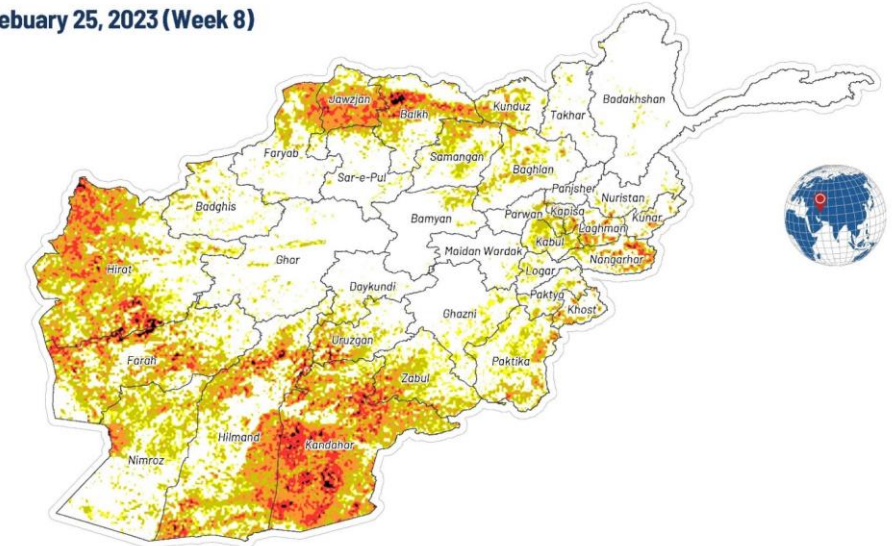 ebuary 25, 2023 (Week 8)
Jawzjan
Balkh
Kunduz
Takhar
Badakhshan
Faryab
Samangan
Baghlan
Sar-e-Pul
Panjsher
Nuristan
Badghis
Bamyan
Parwan
Kapisa
Kunar
Laghman
Kabul
Maidan Wardak
Nangarhar
Hirat
Ghor
Logar
Daykundi
Paktya
Khost
Ghazni
Uruzgan
Farah
Paktika
Zabul
Hilmand
Kandahar
Nimroz